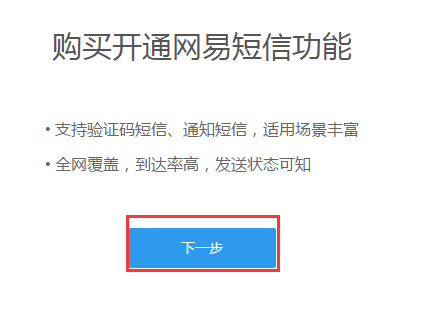 购买开通网易短信功能
• 支持验证码短信、通知短信，适用场景丰富
• 全网覆盖，到达率高，发送状态可知
下一步